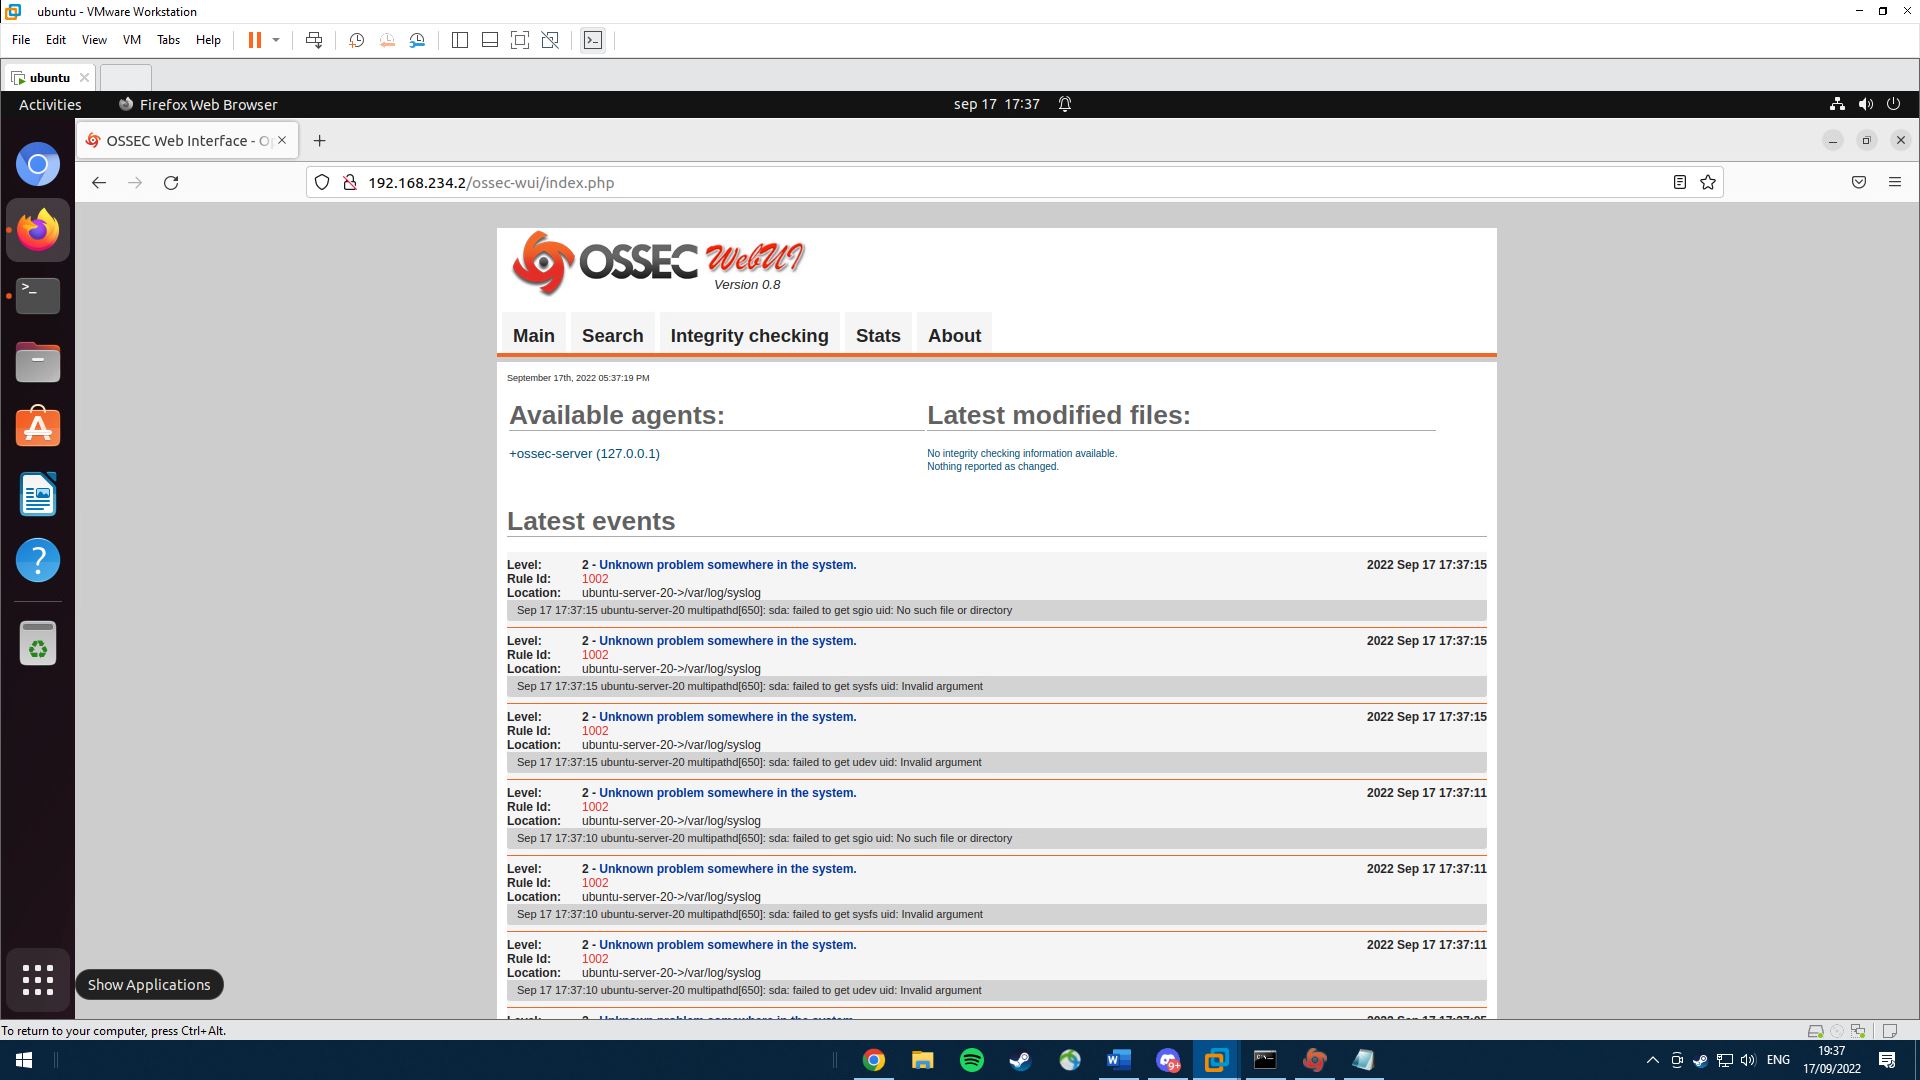 ubuntu - VMware Workstation
File Edit View VM Tabs Help
ubuntu
Activities Firefox Web Browser sep 17 17:37
OSSEC Web Interface - Op
192.168.234.2/ossec-wui/index.php
OSSEC WebUI
Version 0.8
Main Search Integrity checking Stats About
September 17th, 2022 05:37:19 PM
Available agents: Latest modified files:
+ossec-server (127.0.0.1) No integrity checking information available.
Nothing reported as changed.
Latest events
Level: 2 - Unknown problem somewhere in the system. 2022 Sep 17 17:37:15
Rule Id: 1002
Location: ubuntu-server-20->/var/log/syslog
Sep 17 17:37:15 ubuntu-server-20 multipathd[650]: sda: failed to get sgio uid: No such file or directory
Level: 2 - Unknown problem somewhere in the system. 2022 Sep 17 17:37:15
Rule Id: 1002
Location: ubuntu-server-20->/var/log/syslog
Sep 17 17:37:15 ubuntu-server-20 multipathd[650]: sda: failed to get sysfs uid: Invalid argument
Level: 2 - Unknown problem somewhere in the system. 2022 Sep 17 17:37:15
Rule Id: 1002
Location: ubuntu-server-20->/var/log/syslog
Sep 17 17:37:15 ubuntu-server-20 multipathd[650]: sda: failed to get udev uid: Invalid argument
Level: 2 - Unknown problem somewhere in the system. 2022 Sep 17 17:37:11
Rule Id: 1002
Location: ubuntu-server-20->/var/log/syslog
Sep 17 17:37:10 ubuntu-server-20 multipathd[650]: sda: failed to get sgio uid: No such file or directory
Level: 2 - Unknown problem somewhere in the system. 2022 Sep 17 17:37:11
Rule Id: 1002
Location: ubuntu-server-20->/var/log/syslog
Sep 17 17:37:10 ubuntu-server-20 multipathd[650]: sda: failed to get sysfs uid: Invalid argument
Level: 2 - Unknown problem somewhere in the system. 2022 Sep 17 17:37:11
Rule Id: 1002
Location: ubuntu-server-20->/var/log/syslog
Show Applications
Sep 17 17:37:10 ubuntu-server-20 multipathd[650]: sda: failed to get udev uid: Invalid argument
To return to your computer, press Ctrl+Alt.
9+ ENG 19:37
17/09/2022